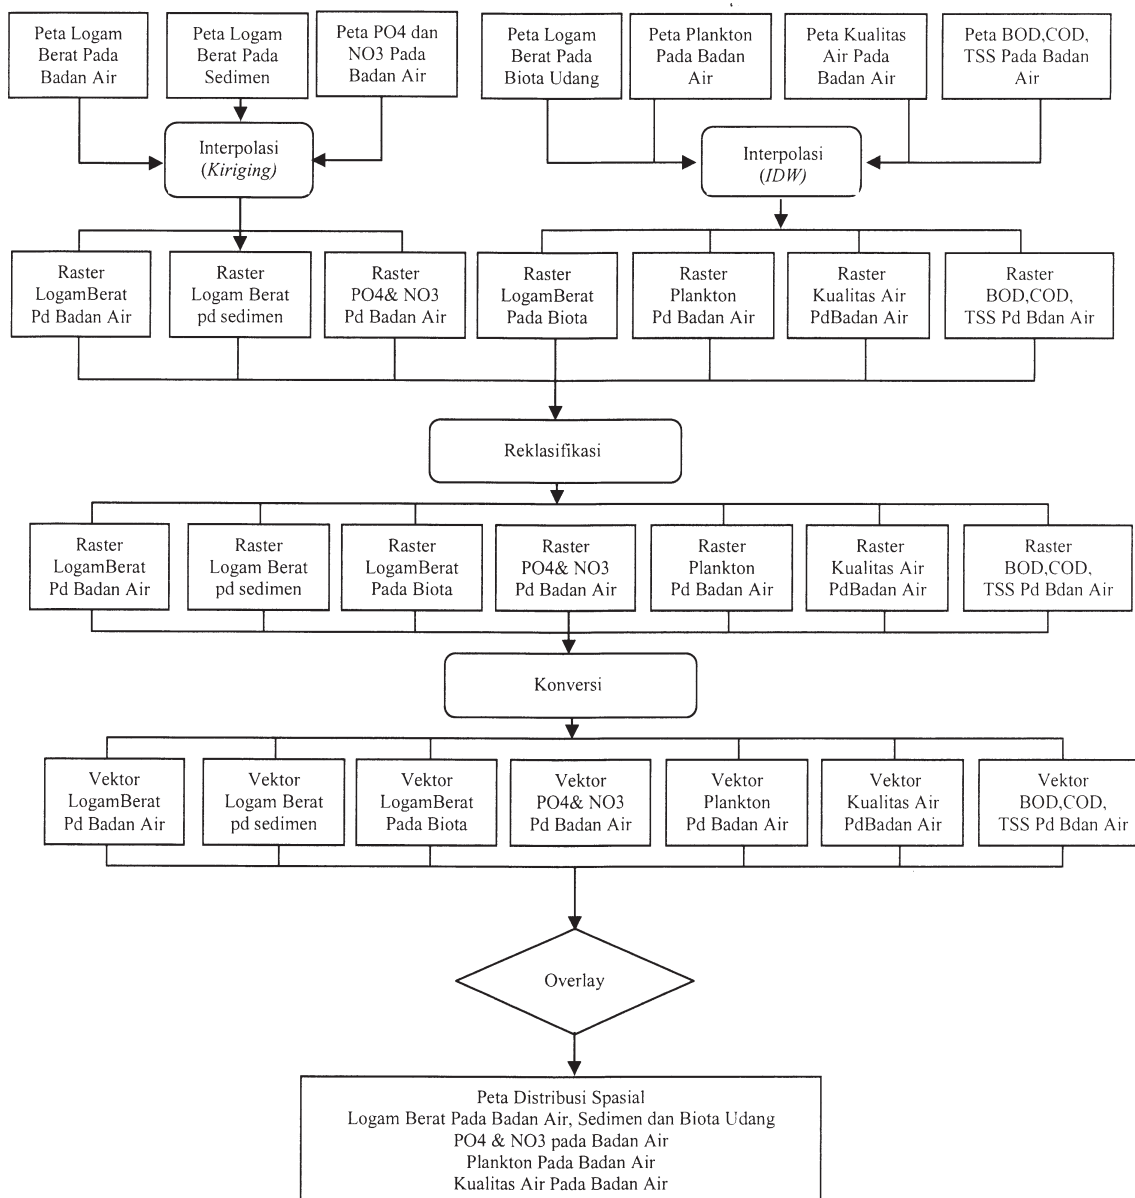 Peta Logam
Berat Pada
Badan Air
Peta Logam
Berat Pada
Sedimen
Peta PO4 dan
NO3 Pada
Badan Air
Peta Logam
Berat Pada
Biota Udang
Peta Plankton
Pada Badan
Air
Peta Kualitas
Air Pada
Badan Air
Peta BOD,COD,
TSS Pada Badan
Air
Interpolasi
(Kiriging)
Interpolasi
(IDW)
Raster
LogamBerat
Pd Badan Air
Raster
Logam Berat
pd sedimen
Raster
PO4& NO3
Pd Badan Air
Raster
LogamBerat
Pada Biota
Raster
Plankton
Pd Badan Air
Raster
Kualitas Air
PdBadan Air
Raster
BOD,COD,
TSS Pd Bdan Air
Reklasifikasi
Raster
LogamBerat
Pd Badan Air
Raster
Logam Berat
pd sedimen
Raster
LogamBerat
Pada Biota
Raster
PO4& NO3
Pd Badan Air
Raster
Plankton
Pd Badan Air
Raster
Kualitas Air
PdBadan Air
Raster
BOD,COD,
TSS Pd Bdan Air
Konversi
Vektor
LogamBerat
Pd Badan Air
Vektor
Logam Berat
pd sedimen
Vektor
LogamBerat
Pada Biota
Vektor
PO4& NO3
Pd Badan Air
Vektor
Plankton
Pd Badan Air
Vektor
Kualitas Air
PdBadan Air
Vektor
BOD,COD,
TSS Pd Bdan Air
Overlay
Peta Distribusi Spasial
Logam Berat Pada Badan Air, Sedimen dan Biota Udang
PO4 & NO3 pada Badan Air
Plankton Pada Badan Air
Kualitas Air Pada Badan Air